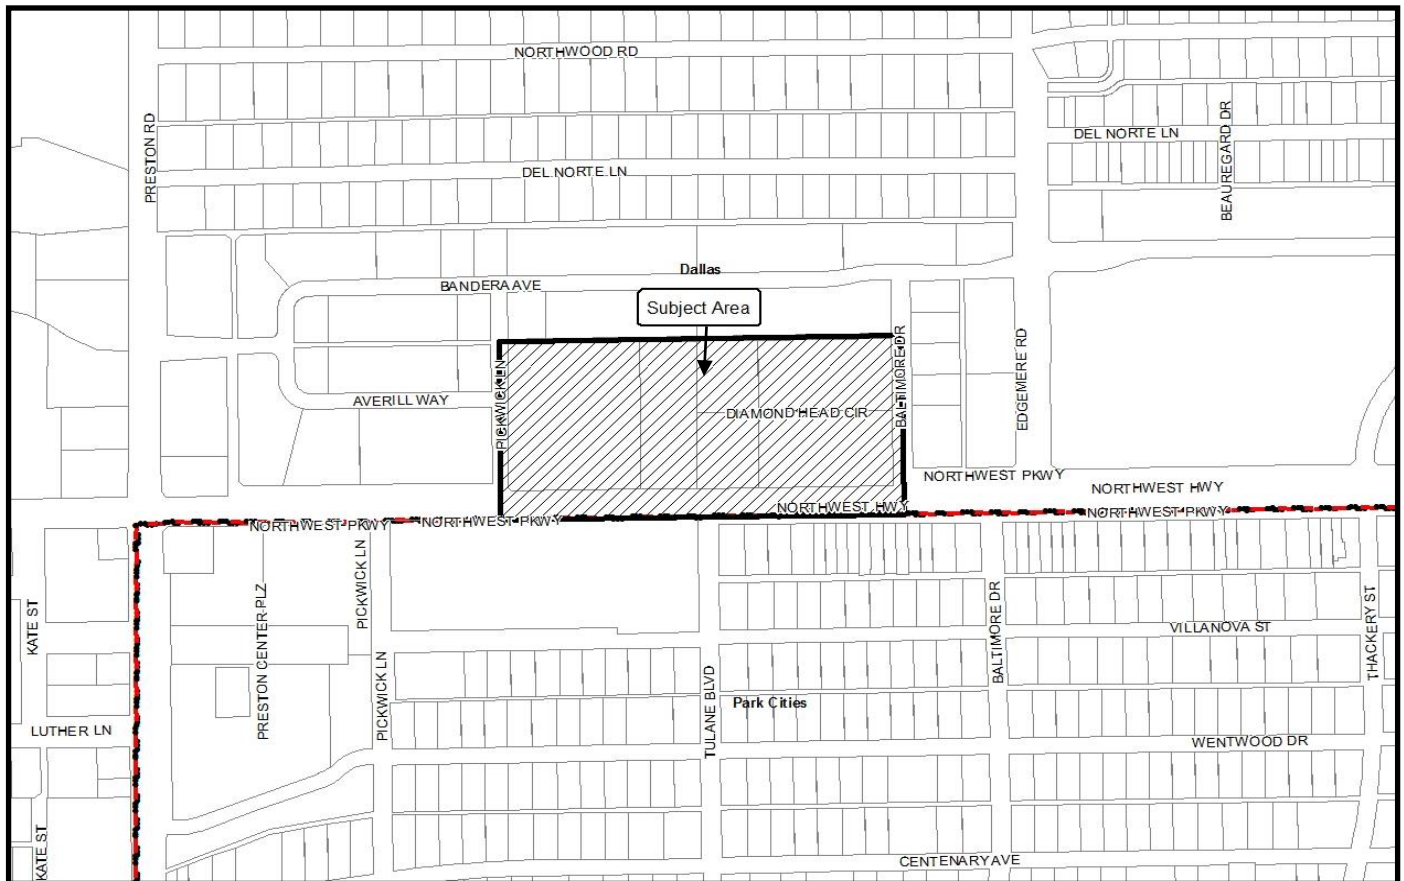 NORTHWOOD RD
PRESTON RD
BEAUREGARD DR
DEL NORTE LN
DEL NORTE LN
Dallas
BANDERA AVE
Subject Area
BALTIMORE DR
EDGEMERE RD
PICKWICK LN
AVERILL WAY
DIAMOND HEAD CIR
NORTHWEST PKWY
NORTHWEST HWY
NORTHWEST HWY
NORTHWEST PKWY
NORTHWEST PKWY
NORTHWEST PKWY
PICKWICK LN
KATE ST
PRESTON CENTER PLZ
BALTIMORE DR
THACKERY ST
VILLANOVA ST
PICKWICK LN
TULANE BLVD
Park Cities
LUTHER LN
WENTWOOD DR
KATE ST
CENTENARY AVE